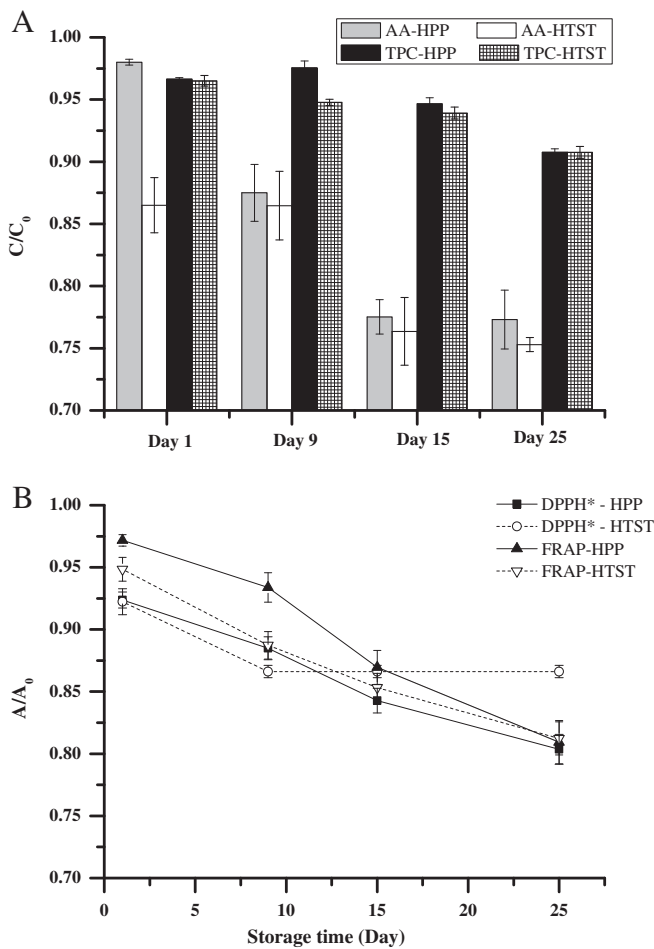 A
AA-HPP AA-HTST
TPC-HPP TPC-HTST
1.00
0.95
0.90
0.85
0.80
0.75
0.70
C/C0
Day 1 Day 9 Day 15 Day 25
B
DPPH* - HPP
DPPH* - HTST
FRAP-HPP
FRAP-HTST
1.00
0.95
0.90
0.85
0.80
0.75
0.70
A/A0
0 5 10 15 20 25
Storage time (Day)